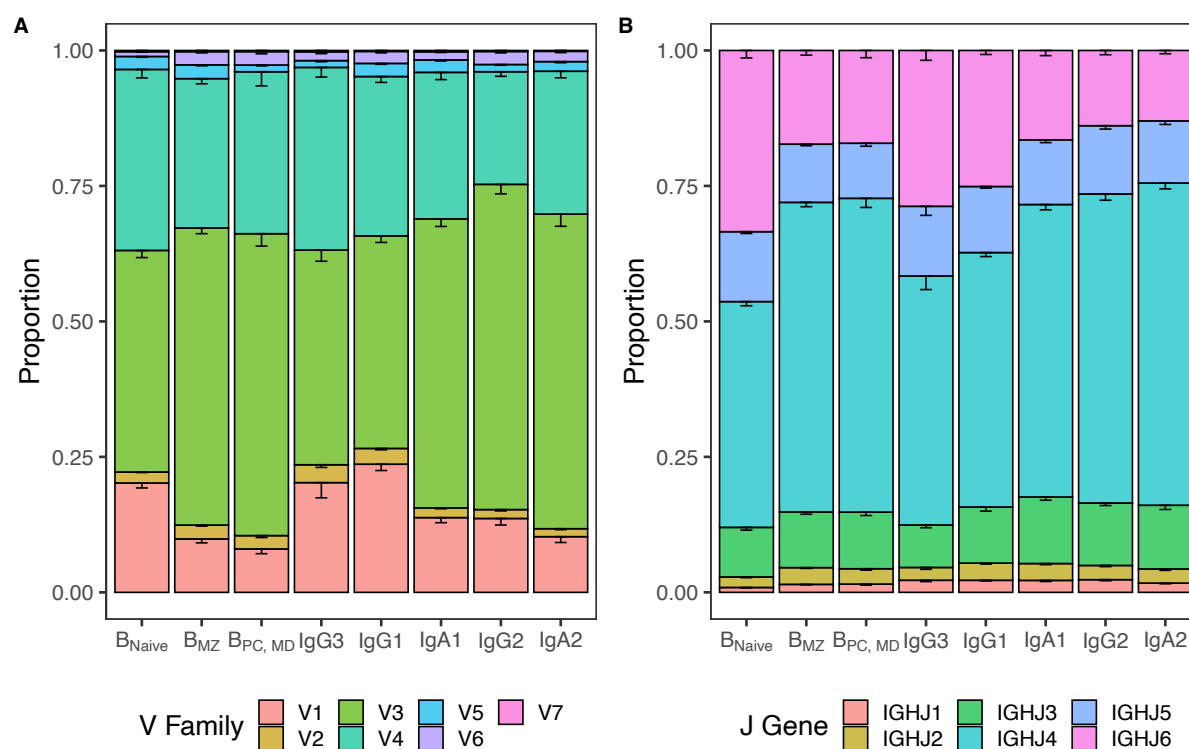 A
Proportion
1.00
0.75
0.50
0.25
0.00
BNaive BMZ BPC, MD IgG3 IgG1 IgA1 IgG2 IgA2
V Family V1 V3 V5 V7
V2 V4 V6
B
Proportion
1.00
0.75
0.50
0.25
0.00
BNaive BMZ BPC, MD IgG3 IgG1 IgA1 IgG2 IgA2
J Gene IGHJ1 IGHJ3 IGHJ5
IGHJ2 IGHJ4 IGHJ6